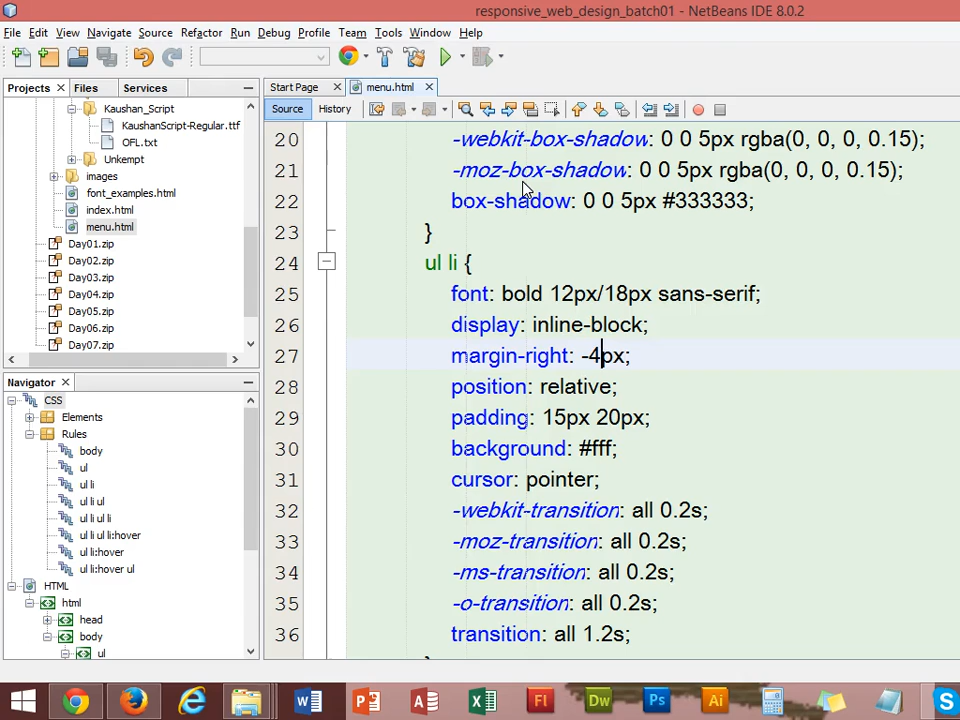 responsive_web_design_batch01 - NetBeans IDE 8.0.2
File Edit View Navigate Source Refactor Run Debug Profile Team Tools Window Help
Projects Files Services
Start Page menu.html
Source History
Kaushan_Script
KaushanScript-Regular.ttf
OFL.txt
Unkempt
images
font_examples.html
index.html
menu.html
Day01.zip
Day02.zip
Day03.zip
Day04.zip
Day05.zip
Day06.zip
Day07.zip
Navigator
CSS
Elements
Rules
body
ul
ul li
ul li ul
ul li ul li
ul li ul li:hover
ul li:hover
ul li:hover ul
HTML
html
head
body
ul
20 -webkit-box-shadow: 0 0 5px rgba(0, 0, 0, 0.15);
21 -moz-box-shadow: 0 0 5px rgba(0, 0, 0, 0.15);
22 box-shadow: 0 0 5px #333333;
23 }
24 ul li {
25 font: bold 12px/18px sans-serif;
26 display: inline-block;
27 margin-right: -4px;
28 position: relative;
29 padding: 15px 20px;
30 background: #fff;
31 cursor: pointer;
32 -webkit-transition: all 0.2s;
33 -moz-transition: all 0.2s;
34 -ms-transition: all 0.2s;
35 -o-transition: all 0.2s;
36 transition: all 1.2s;